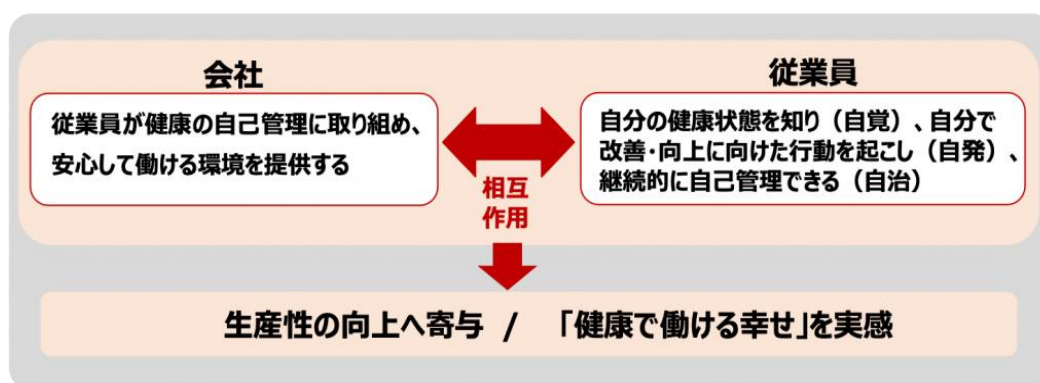 会社
従業員が健康の自己管理に取り組め、
安心して働ける環境を提供する
従業員
自分の健康状態を知り（自覚）、自分で
改善・向上に向けた行動を起こし（自発）、
継続的に自己管理できる（自治）
相互
作用
生産性の向上へ寄与 / 「健康で働ける幸せ」を実感